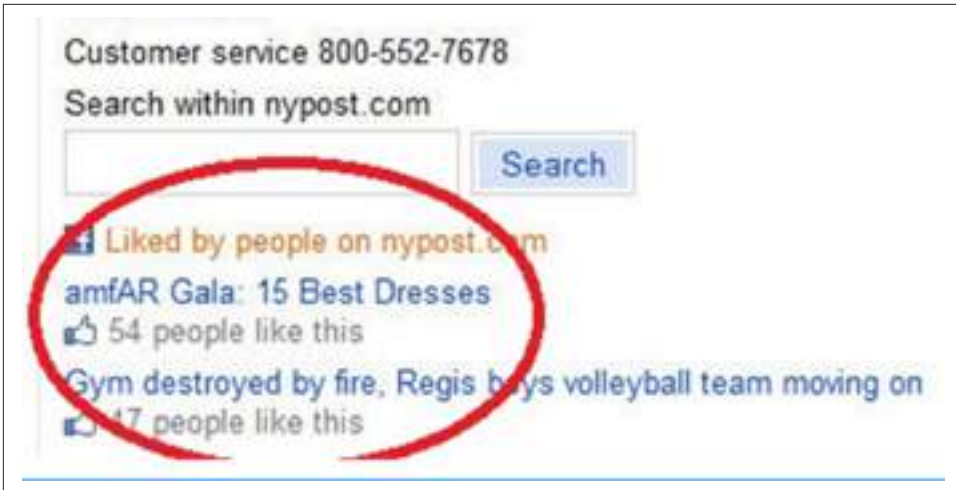 Customer service 800-552-7678
Search within nypost.com
Search
Liked by people on nypost.com
amfAR Gala: 15 Best Dresses
54 people like this
Gym destroyed by fire, Regis boys volleyball team moving on
47 people like this